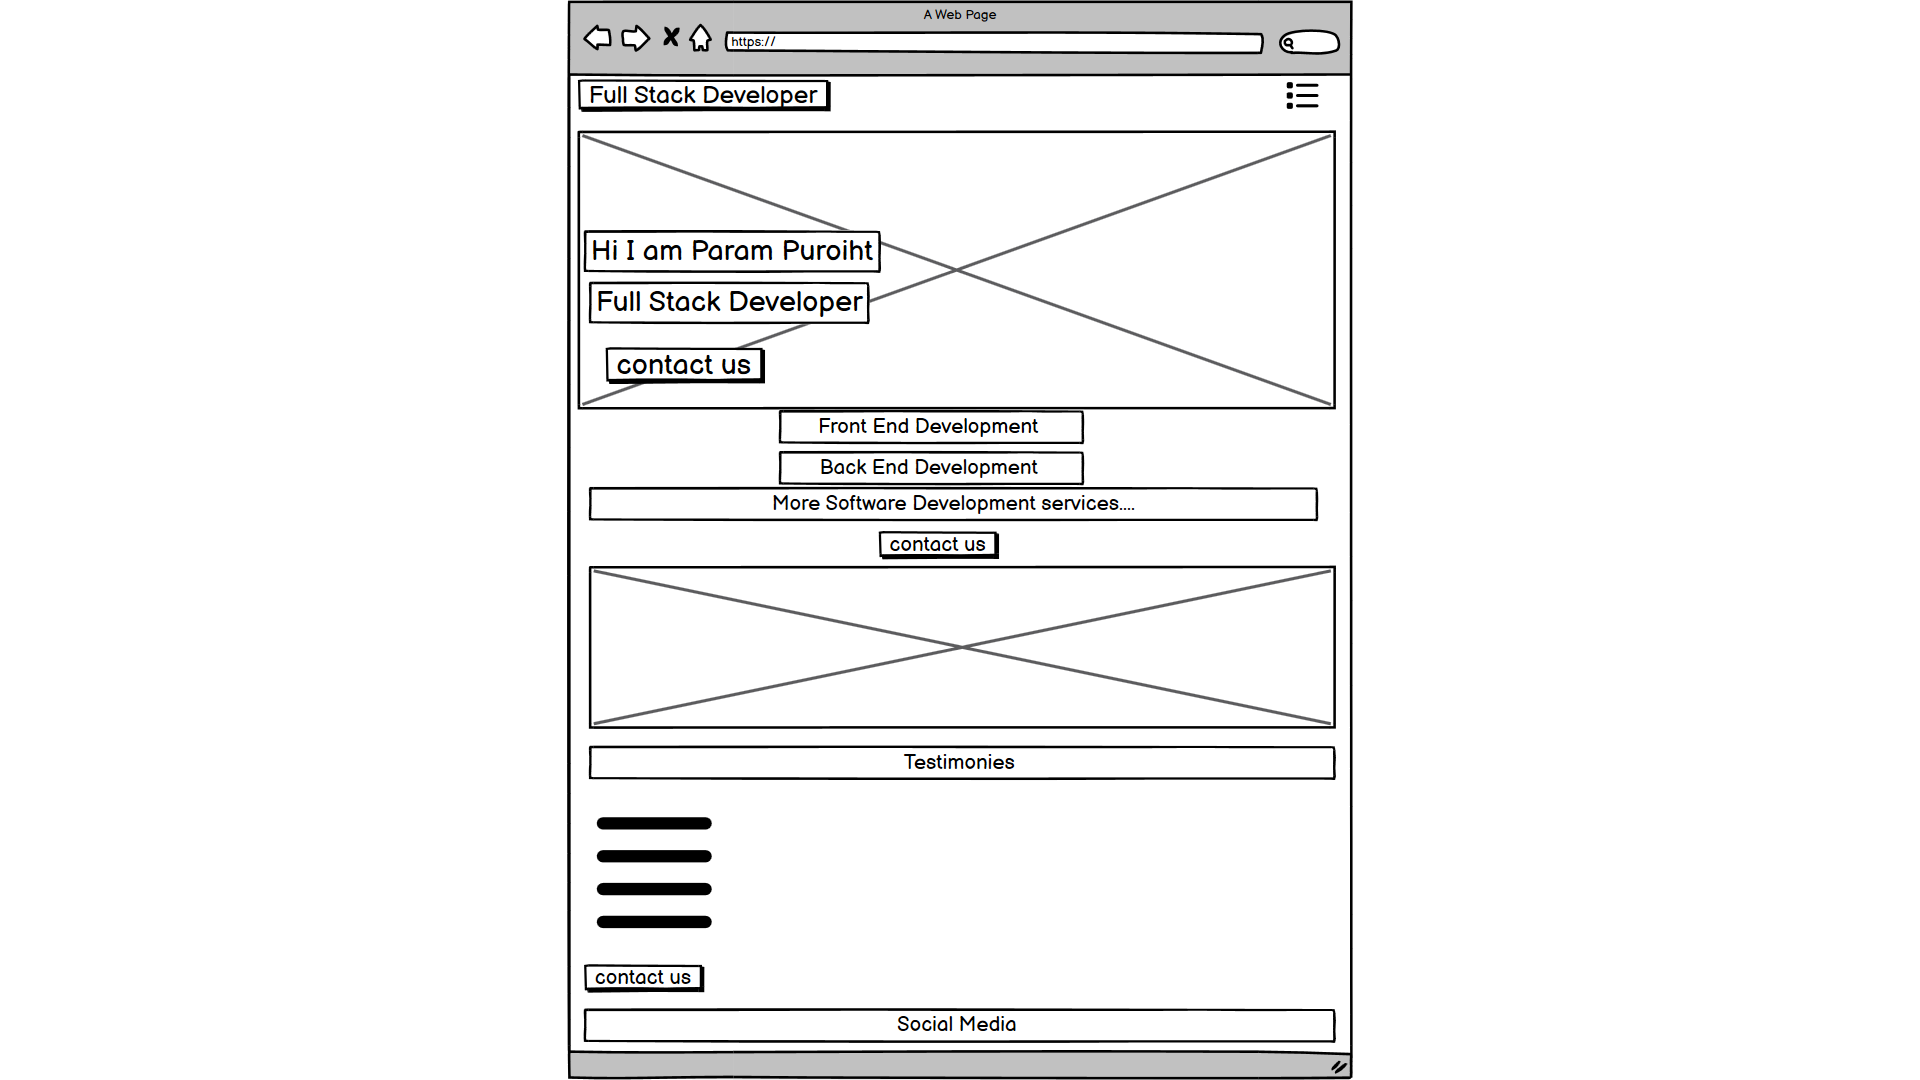 A Web Page
https://
Full Stack Developer
Hi I am Param Puroiht
Full Stack Developer
contact us
Front End Development
Back End Development
More Software Development services....
contact us
Testimonies
contact us
Social Media